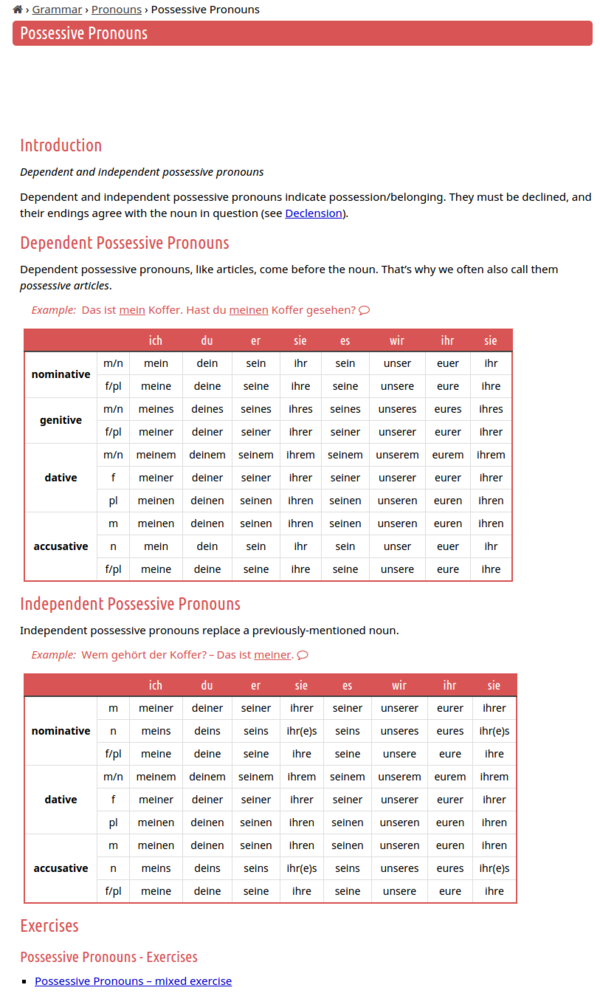 › Grammar › Pronouns › Possessive Pronouns
Possessive Pronouns
Introduction
Dependent and independent possessive pronouns
Dependent and independent possessive pronouns indicate possession/belonging. They must be declined, and
their endings agree with the noun in question (see Declension).
Dependent Possessive Pronouns
Dependent possessive pronouns, like articles, come before the noun. That's why we often also call them
possessive articles.
Example: Das ist mein Koffer. Hast du meinen Koffer gesehen?
ich du er sie es wir ihr sie
nominative m/n mein dein sein ihr sein unser euer ihr
f/pl meine deine seine ihre seine unsere eure ihre
genitive m/n meines deines seines ihres seines unseres eures ihres
f/pl meiner deiner seiner ihrer seiner unserer eurer ihrer
dative m/n meinem deinem seinem ihrem seinem unserem eurem ihrem
f meiner deiner seiner ihrer seiner unserer eurer ihrer
pl meinen deinen seinen ihren seinen unseren euren ihren
accusative m meinen deinen seinen ihren seinen unseren euren ihren
n mein dein sein ihr sein unser euer ihr
f/pl meine deine seine ihre seine unsere eure ihre
Independent Possessive Pronouns
Independent possessive pronouns replace a previously-mentioned noun.
Example: Wem gehört der Koffer? – Das ist meiner.
ich du er sie es wir ihr sie
nominative m meiner deiner seiner ihrer seiner unserer eurer ihrer
n meins deins seins ihr(e)s seins unseres eures ihr(e)s
f/pl meine deine seine ihre seine unsere eure ihre
dative m/n meinem deinem seinem ihrem seinem unserem eurem ihrem
f meiner deiner seiner ihrer seiner unserer eurer ihrer
pl meinen deinen seinen ihren seinen unseren euren ihren
accusative m meinen deinen seinen ihren seinen unseren euren ihren
n meins deins seins ihr(e)s seins unseres eures ihr(e)s
f/pl meine deine seine ihre seine unsere eure ihre
Exercises
Possessive Pronouns - Exercises
▪ Possessive Pronouns – mixed exercise